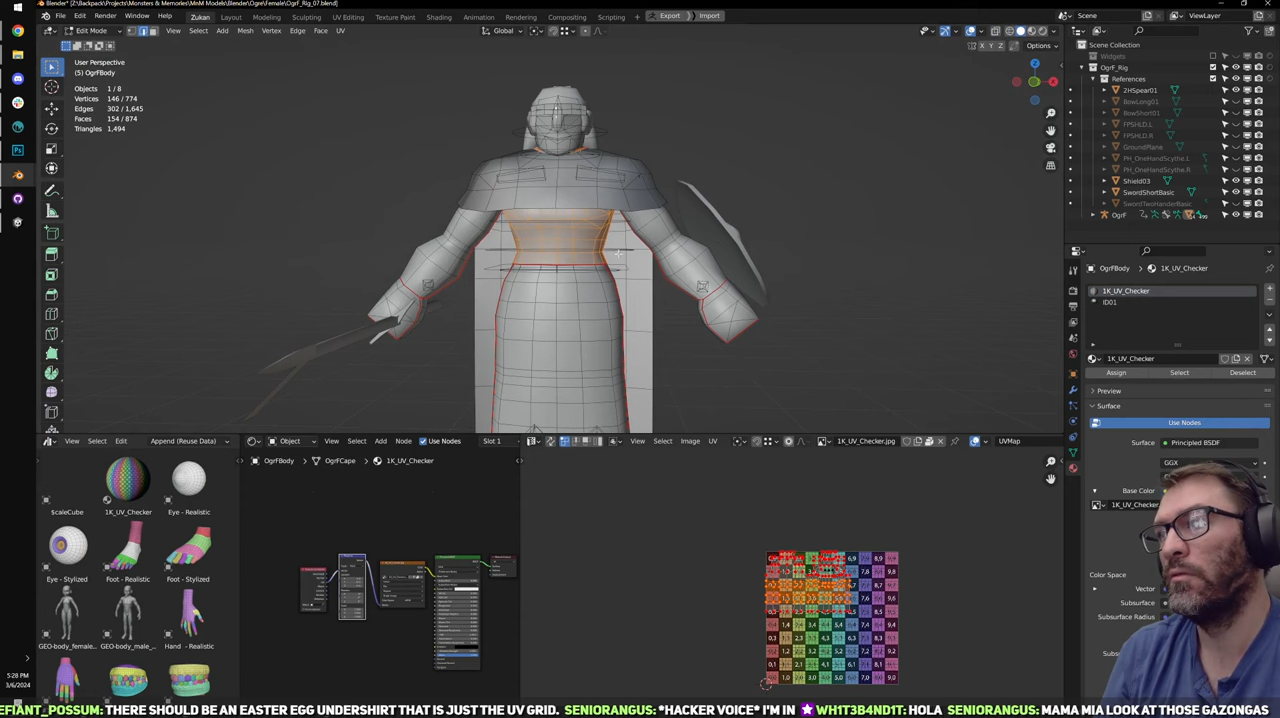 Blender* [Z:\Backpack\Projects\Monsters & Memories\MnM Models\Blender\Ogre\Female\OgrF_Rig_07.blend]
File Edit Render Window Help Zukan Layout UV Editing Sculpting Shading Texture Painting Animation Rendering Compositing Scripting Export Import Scene ViewLayer
Edit Mode View Select Add Mesh Vertex Edge Face UV Global
X Y Z Options
User Perspective
(5) OgrFBody
Objects 1/8
Vertices 146 / 774
Edges 302 / 1,645
Faces 154 / 874
Triangles 1,494
Scene Collection
Widgets
OgrF_Rig
References
2HSpear01
BowLong01
BowShort01
FPSHLD.L
FPSHLD.R
GroundPlane
PH_OneHandScythe.L
PH_OneHandScythe.R
Shield03
SwordShortBasic
SwordTwoHanderBasic
OgrF
OgrFBody 1K_UV_Checker
1K_UV_Checker
ID01
1K_UV_Checker
Assign Select Deselect
Preview
Surface
Use Nodes
Surface Principled BSDF
GGX
Base Color
1K_UV_Checker
Color Space
Vector
Subsurface
Subsurface Radius
View Select Edit Append (Reuse Data)
Object View Select Add Node Use Nodes Slot 1
View Select Image UV 1K_UV_Checker.jpg UVMap
OgrFBody OgrFCape 1K_UV_Checker
ScaleCube 1K_UV_Checker Eye - Realistic
Eye - Stylized Foot - Realistic Foot - Stylized
GEO-body_female... GEO-body_male_... Hand - Realistic
5:28 PM
3/6/2024
EFIANT_POSSUM: THERE SHOULD BE AN EASTER EGG UNDERSHIRT THAT IS JUST THE UV GRID. SENIORANGUS: *HACKER VOICE* I'M IN WH1T3B4ND1T: HOLA SENIORANGUS: MAMA MIA LOOK AT THOSE GAZONGAS